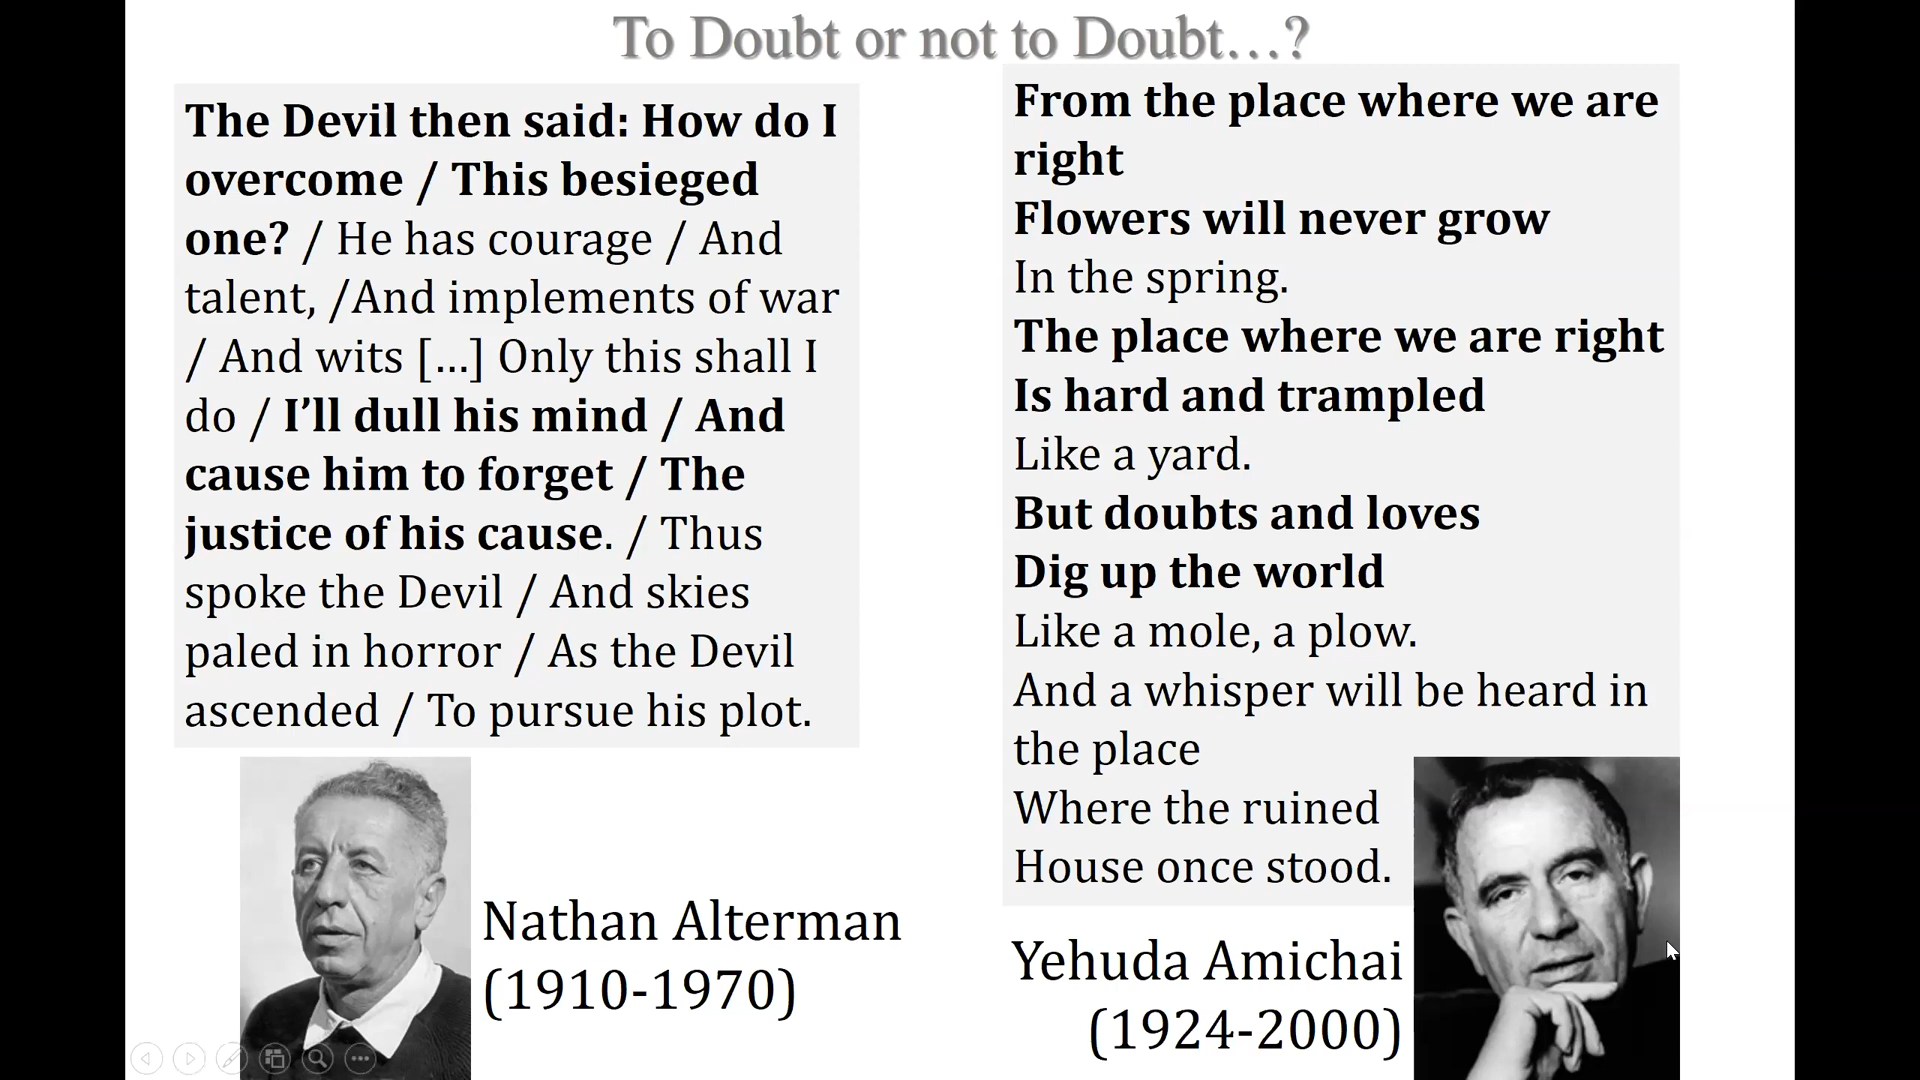 To Doubt or not to Doubt…?
The Devil then said: How do I
overcome / This besieged
one? / He has courage / And
talent, /And implements of war
/ And wits […] Only this shall I
do / I’ll dull his mind / And
cause him to forget / The
justice of his cause. / Thus
spoke the Devil / And skies
paled in horror / As the Devil
ascended / To pursue his plot.
Nathan Alterman
(1910-1970)
From the place where we are
right
Flowers will never grow
In the spring.
The place where we are right
Is hard and trampled
Like a yard.
But doubts and loves
Dig up the world
Like a mole, a plow.
And a whisper will be heard in
the place
Where the ruined
House once stood.
Yehuda Amichai
(1924-2000)